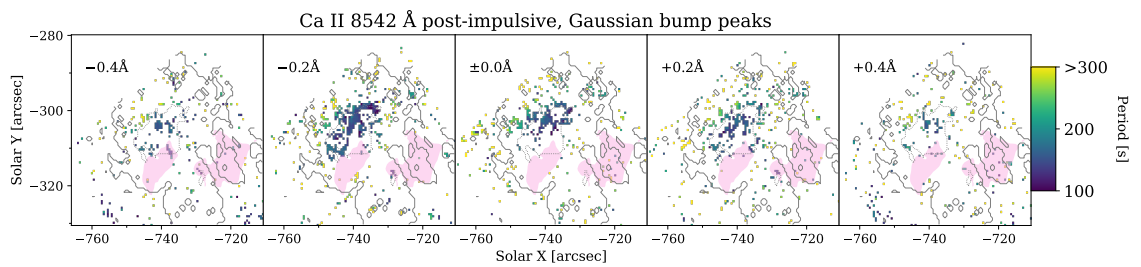 Ca II 8542 Å post-impulsive, Gaussian bump peaks
−280
−300
−320
Solar Y [arcsec]
−0.4Å
−0.2Å
±0.0Å
+0.2Å
+0.4Å
−760 −740 −720 −760 −740 −720 −760 −740 −720 −760 −740 −720 −760 −740 −720
Solar X [arcsec]
>300
200
100
Period [s]